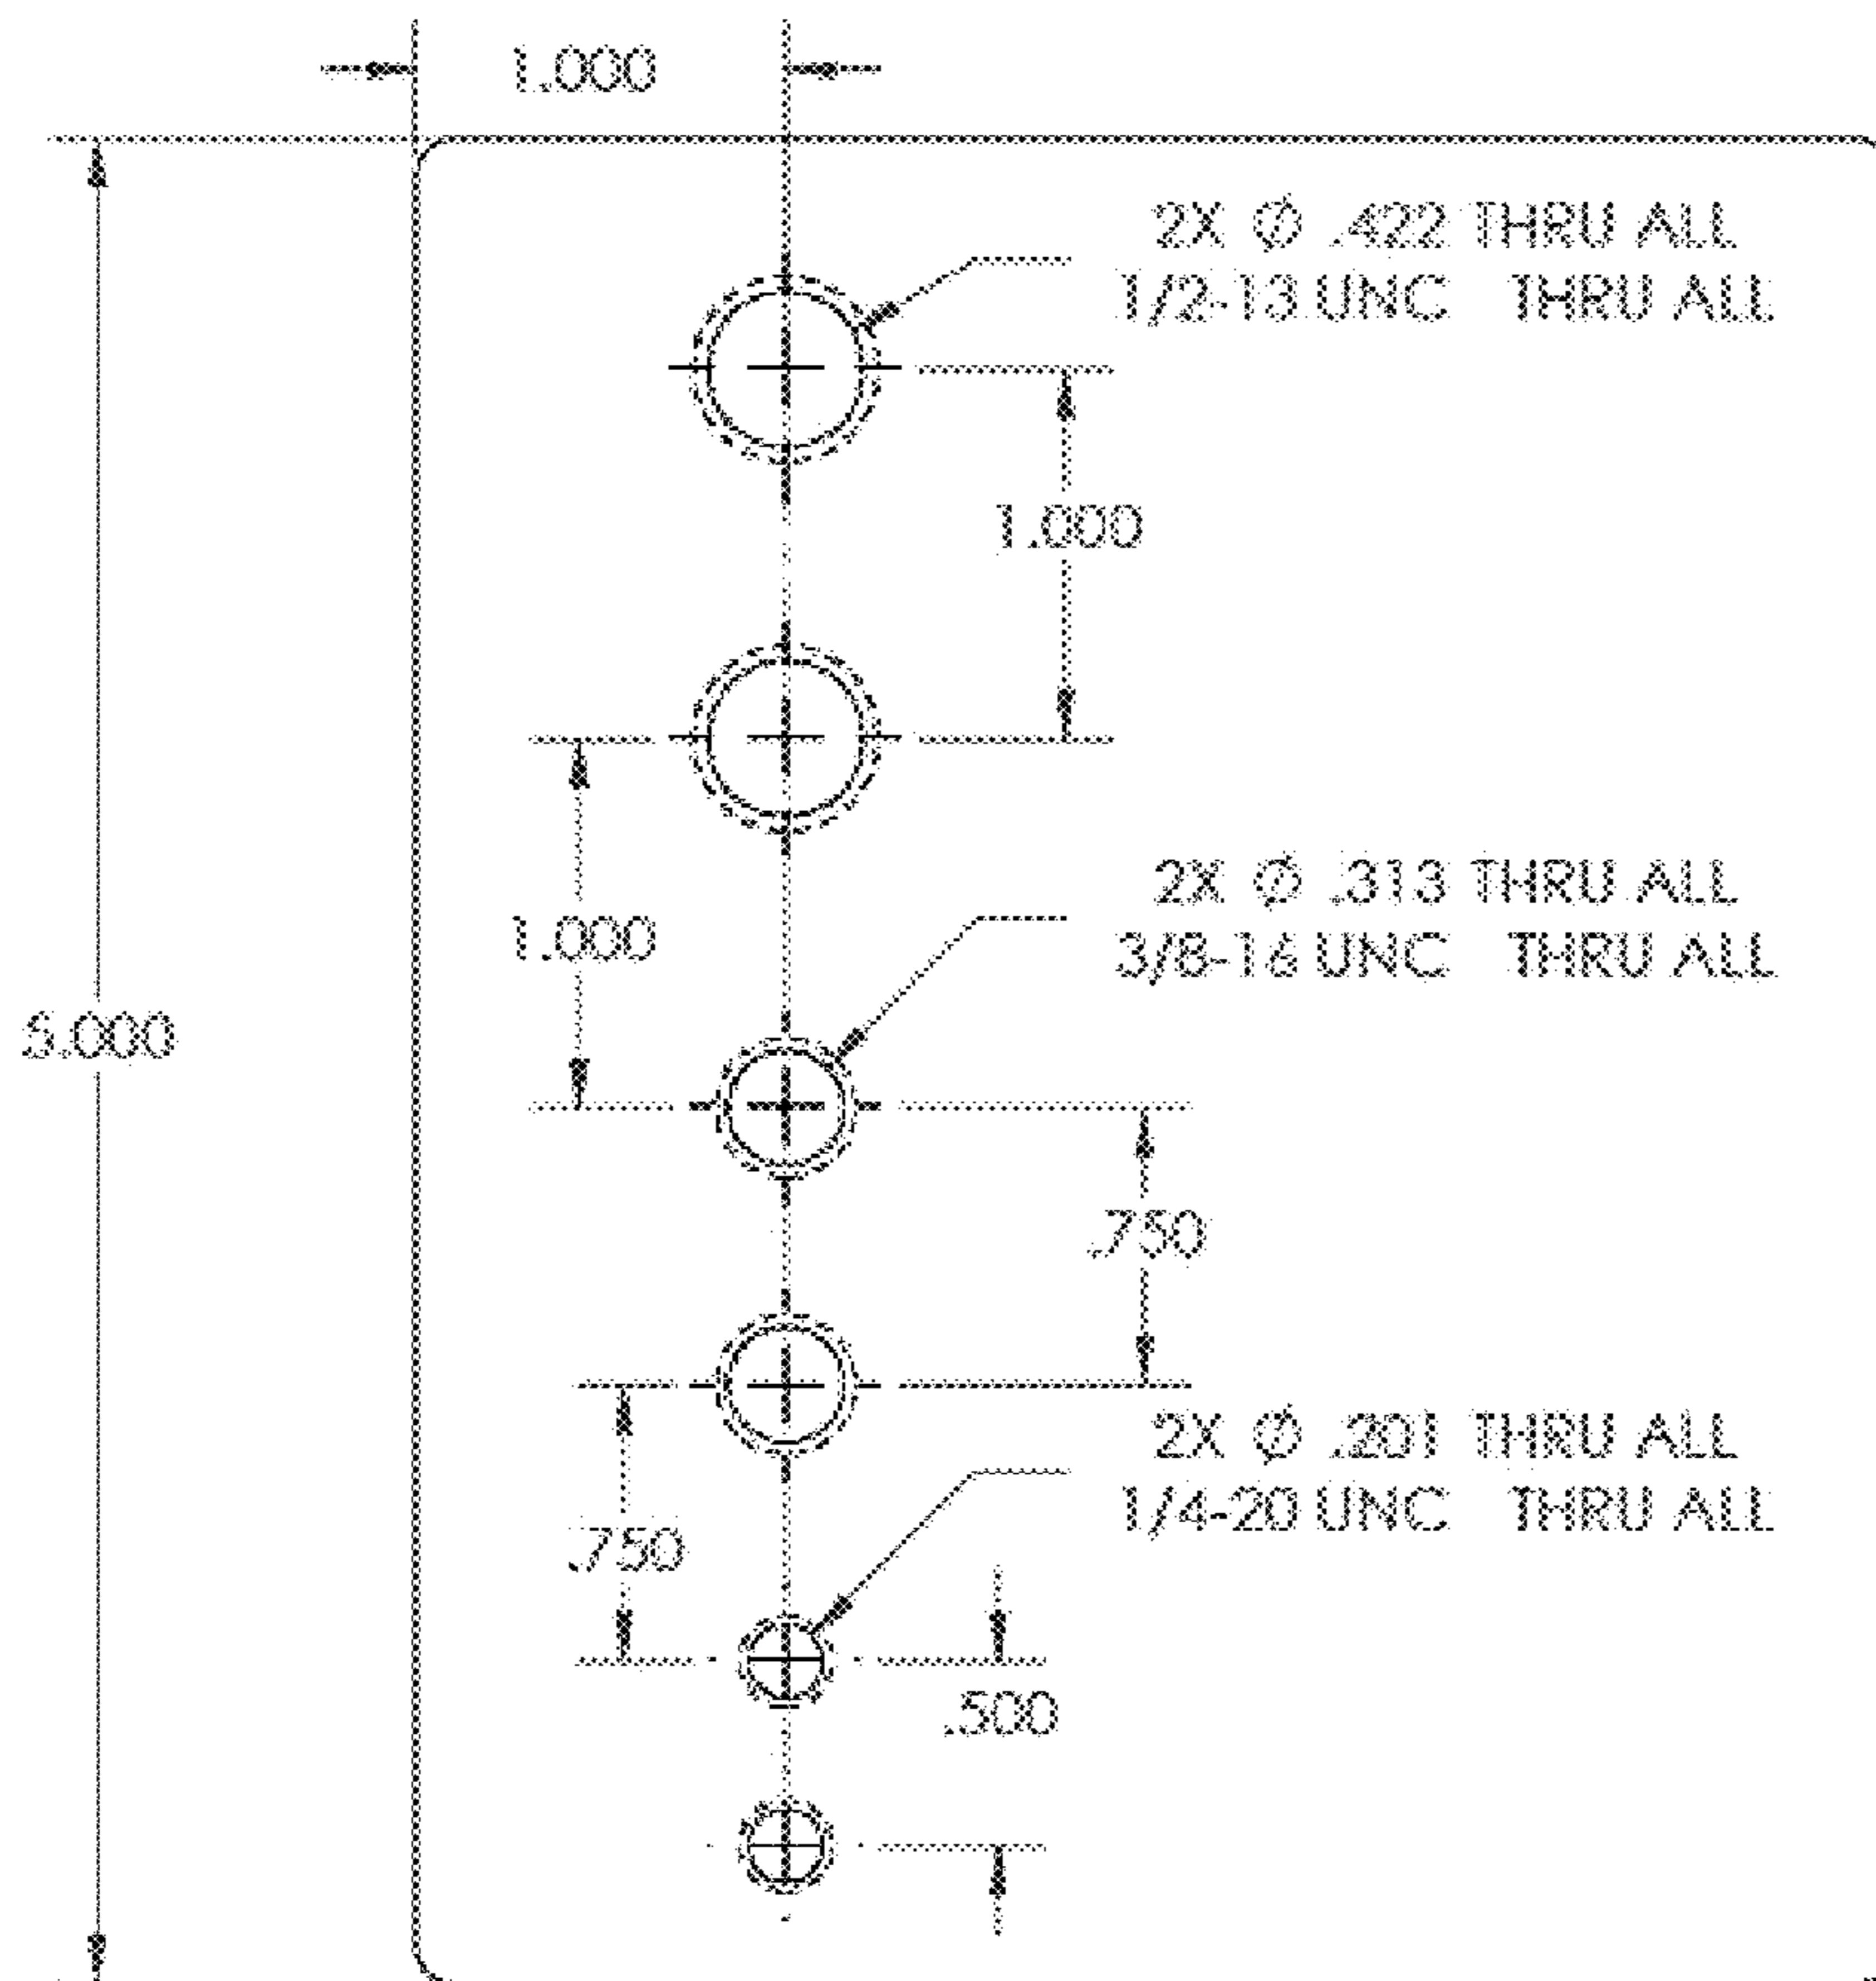 1.000
2X Ø .422 THRU ALL
1/2-13 UNC THRU ALL
1.000
2X Ø .313 THRU ALL
3/8-16 UNC THRU ALL
1.000
5.000
.750
2X Ø .201 THRU ALL
1/4-20 UNC THRU ALL
.750
.500